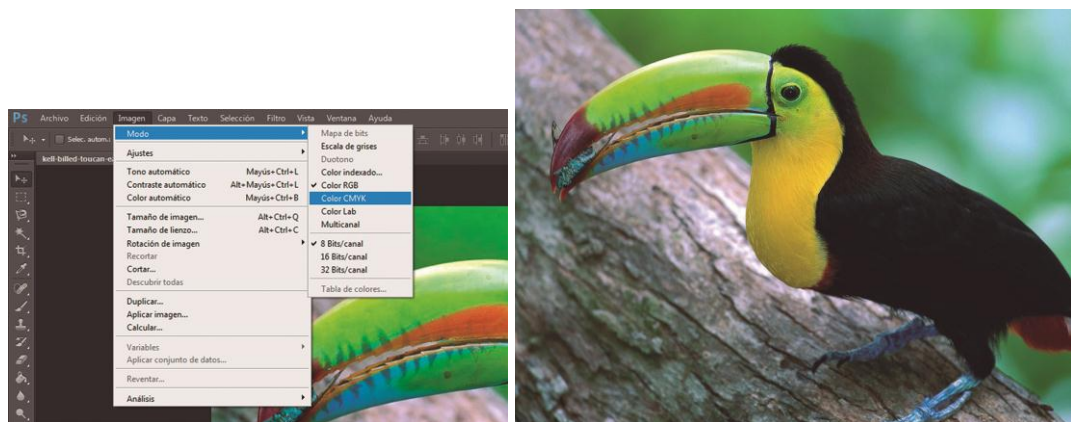 Ps Archivo Edición Imagen Capa Texto Selección Filtro Vista Ventana Ayuda
Selec. autom.:
kell-billed-toucan-ea
Modo
Ajustes
Tono automático Mayús+Ctrl+L
Contraste automático Alt+Mayús+Ctrl+L
Color automático Mayús+Ctrl+B
Tamaño de imagen... Alt+Ctrl+Q
Tamaño de lienzo... Alt+Ctrl+C
Rotación de imagen
Recortar
Cortar...
Descubrir todas
Duplicar...
Aplicar imagen...
Calcular...
Variables
Aplicar conjunto de datos...
Reventar...
Análisis
Mapa de bits
Escala de grises
Duotono
Color indexado...
Color RGB
Color CMYK
Color Lab
Multicanal
8 Bits/canal
16 Bits/canal
32 Bits/canal
Tabla de colores...